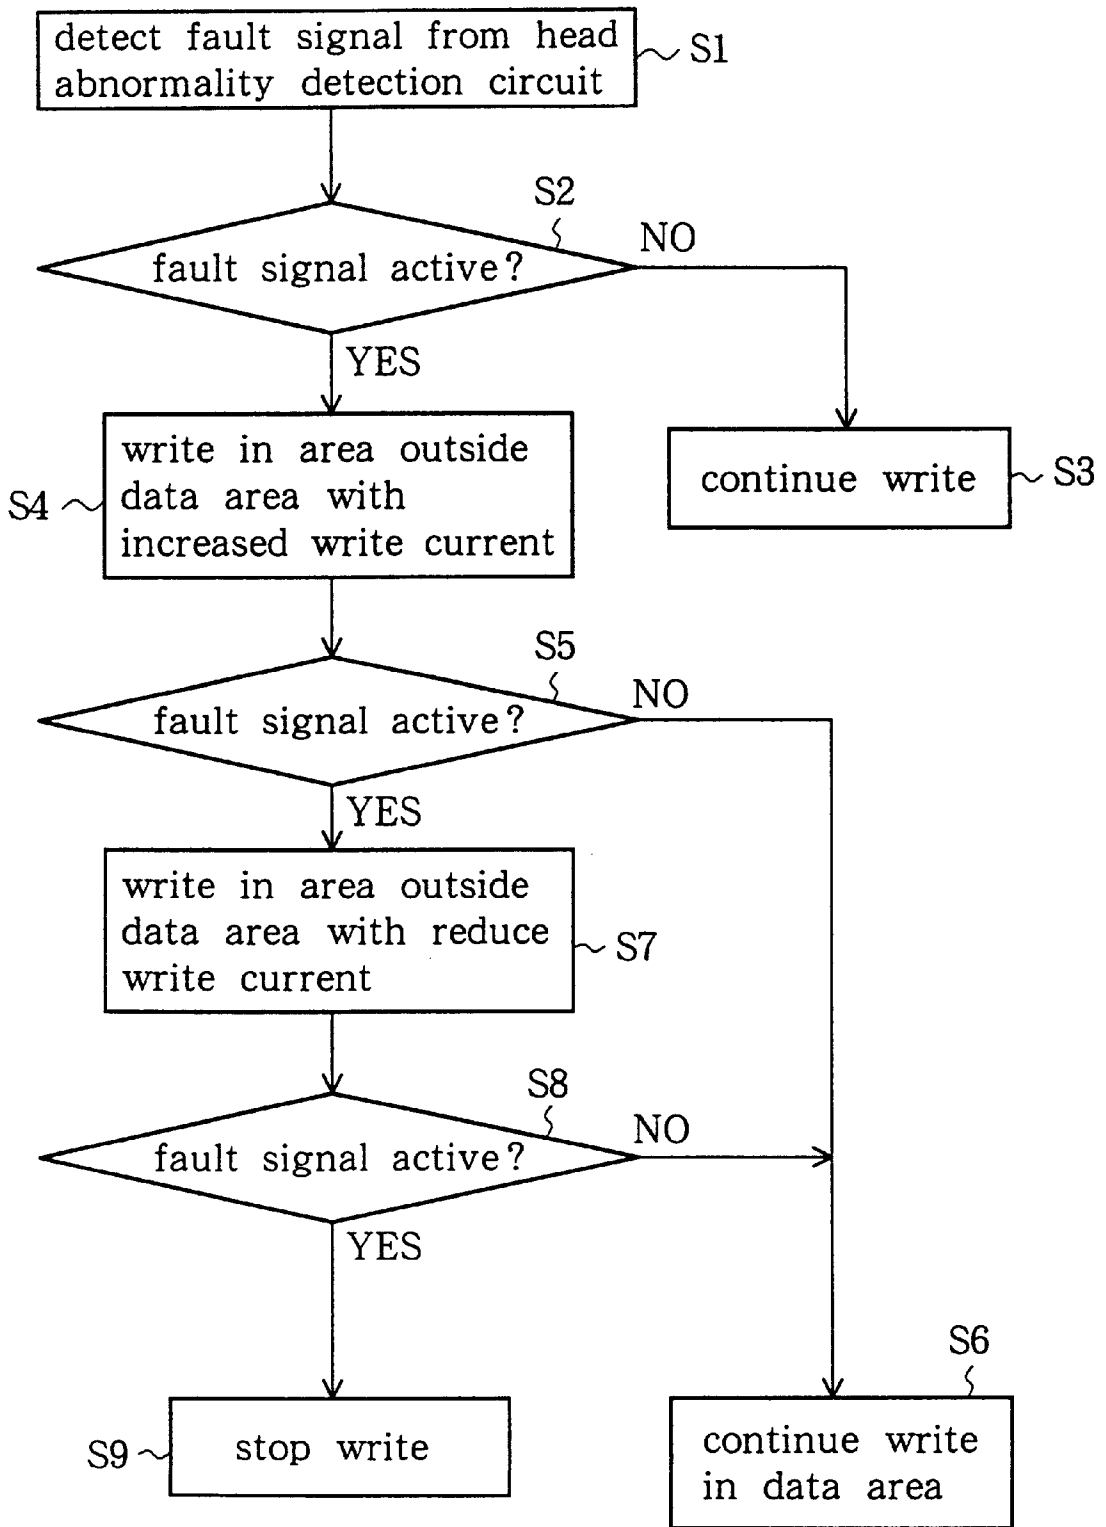 detect fault signal from head
abnormality detection circuit
S1
S2
fault signal active?
NO
YES
write in area outside
data area with
increased write current
S4
continue write
S3
S5
fault signal active?
NO
YES
write in area outside
data area with reduce
write current
S7
S8
fault signal active?
NO
YES
S9
stop write
S6
continue write
in data area